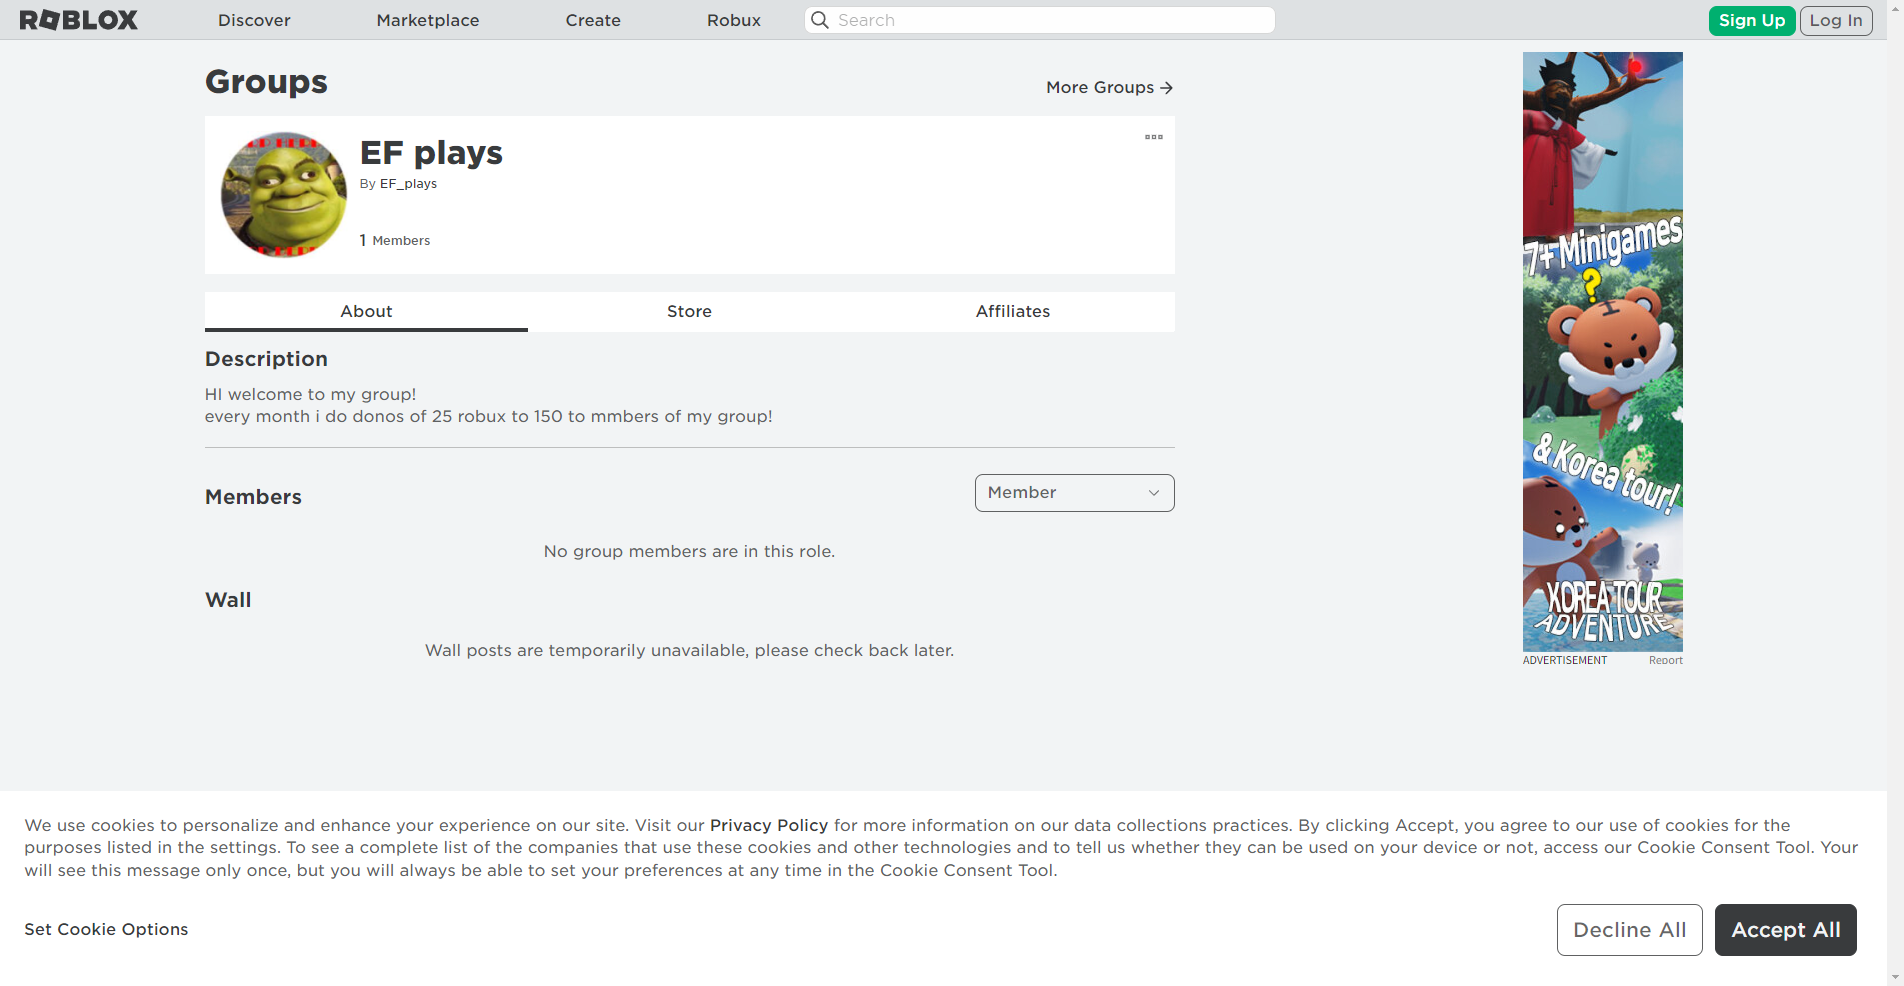 ROBLOX
Discover
Marketplace
Create
Robux
Search
Sign Up
Log In
Groups
More Groups
EF plays
By EF_plays
1 Members
About
Store
Affiliates
Description
HI welcome to my group!
every month i do donos of 25 robux to 150 to mmbers of my group!
Members
Member
No group members are in this role.
Wall
Wall posts are temporarily unavailable, please check back later.
7+ Minigames
?
& Korea tour!
KOREA TOUR
ADVENTURE
ADVERTISEMENT
Report
We use cookies to personalize and enhance your experience on our site. Visit our Privacy Policy for more information on our data collections practices. By clicking Accept, you agree to our use of cookies for the
purposes listed in the settings. To see a complete list of the companies that use these cookies and other technologies and to tell us whether they can be used on your device or not, access our Cookie Consent Tool. Your
will see this message only once, but you will always be able to set your preferences at any time in the Cookie Consent Tool.
Set Cookie Options
Decline All
Accept All